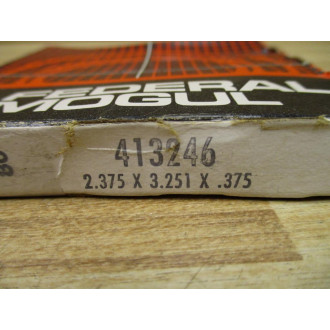 FEDERAL
MOGUL
413246
2.375 X 3.251 X .375